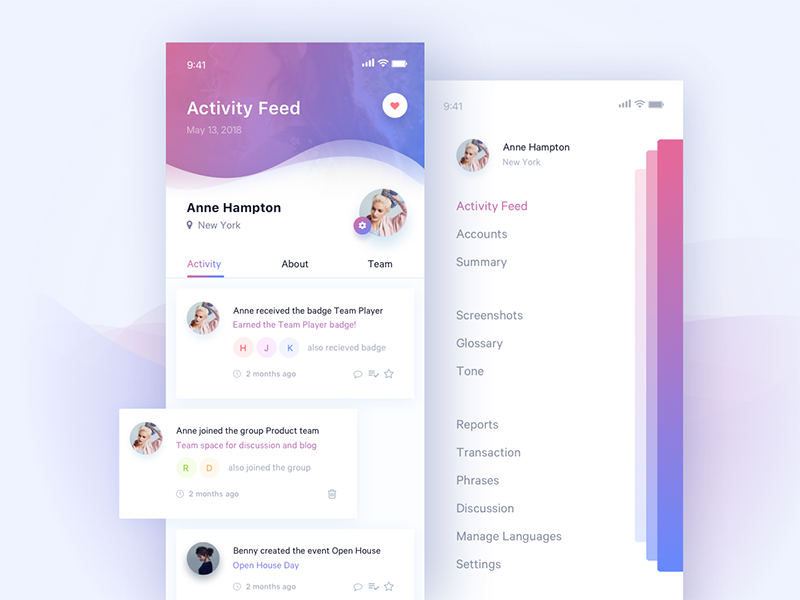 9:41
Activity Feed
May 13, 2018
Anne Hampton
New York
Activity About Team
Anne received the badge Team Player
Earned the Team Player badge!
H J K also recieved badge
2 months ago
Anne joined the group Product team
Team space for discussion and blog
R D also joined the group
2 months ago
Benny created the event Open House
Open House Day
2 months ago
9:41
Anne Hampton
New York
Activity Feed
Accounts
Summary
Screenshots
Glossary
Tone
Reports
Transaction
Phrases
Discussion
Manage Languages
Settings